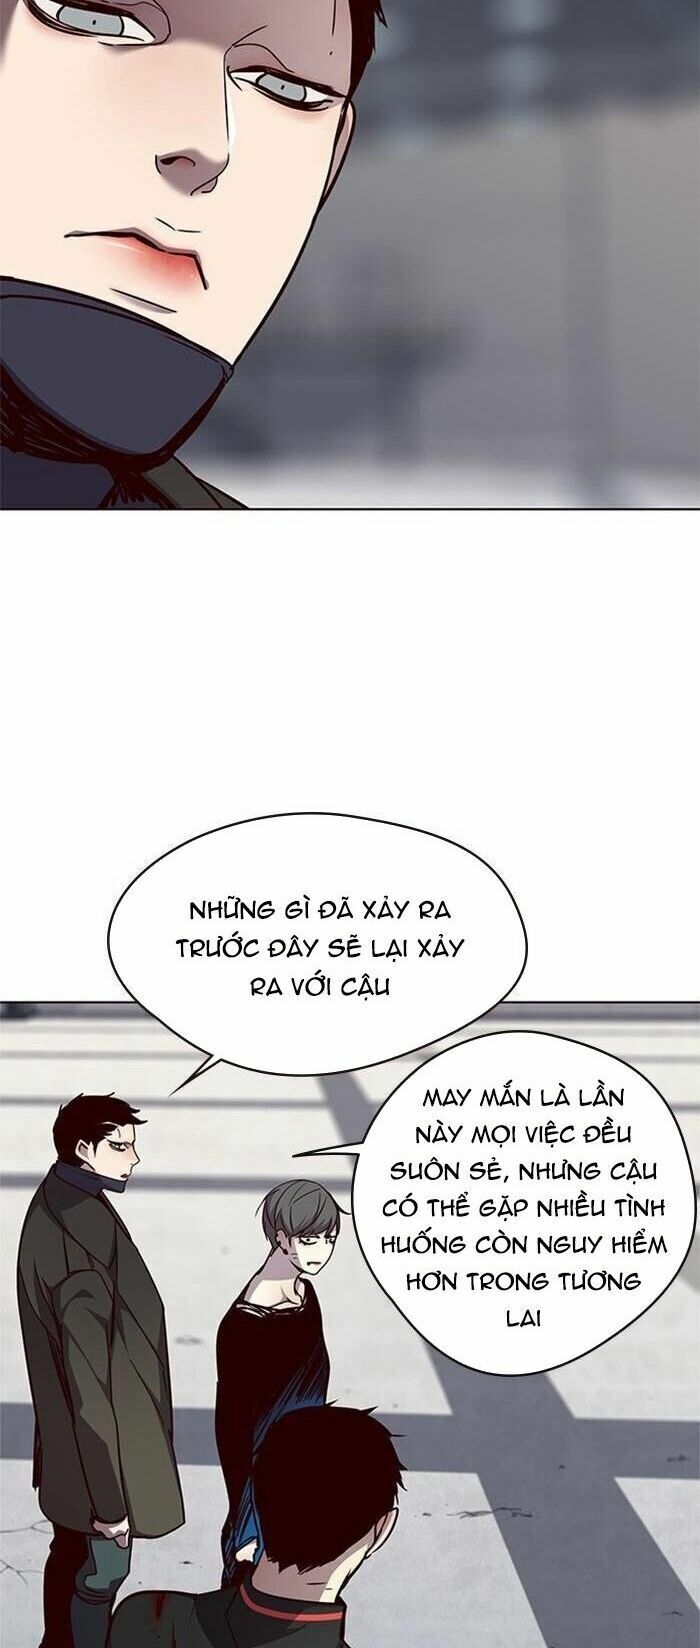 NHỮNG GÌ ĐÃ XẢY RA
TRƯỚC ĐÂY SẼ LẠI XẢY
RA VỚI CẬU
MAY MẮN LÀ LẦN
NÀY MỌI VIỆC ĐỀU
SUÔN SẺ, NHƯNG CẬU
CÓ THỂ GẶP NHIỀU TÌNH
HUỐNG CÒN NGUY HIỂM
HƠN TRONG TƯƠNG
LAI